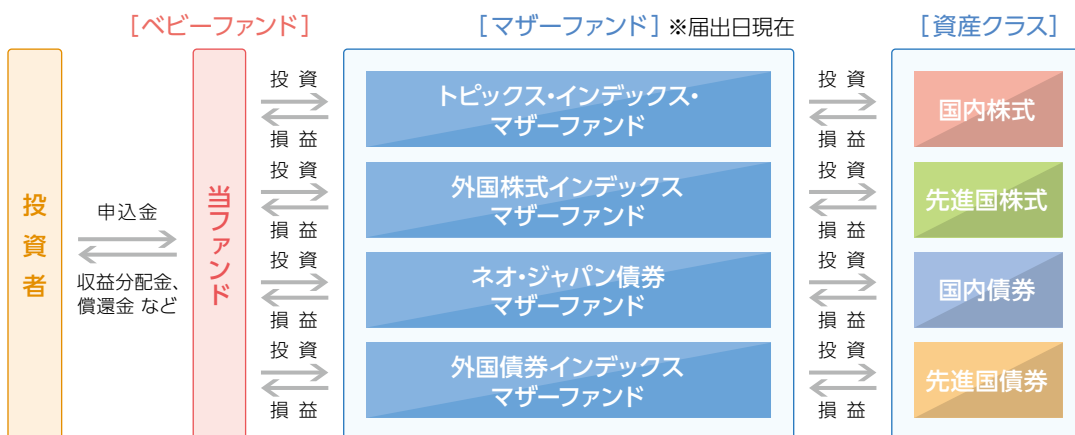 [ベビーファンド]
[マザーファンド] ※届出日現在
[資産クラス]
投資者
申込金
収益分配金、
償還金 など
当ファンド
投資
損益
投資
損益
投資
損益
投資
損益
トピックス・インデックス・
マザーファンド
外国株式インデックス
マザーファンド
ネオ・ジャパン債券
マザーファンド
外国債券インデックス
マザーファンド
投資
損益
投資
損益
投資
損益
投資
損益
国内株式
先進国株式
国内債券
先進国債券